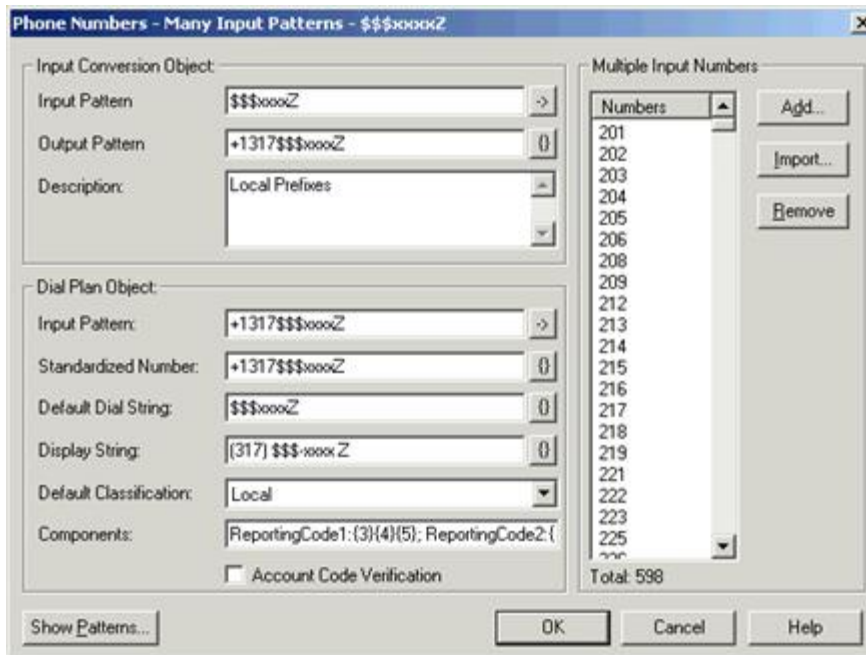 Phone Numbers - Many Input Patterns - $$$xxxxZ
Input Conversion Object:
Input Pattern
$$$xxxxZ
->
Output Pattern
+1317$$$xxxxZ
{}
Description:
Local Prefixes
Dial Plan Object:
Input Pattern:
+1317$$$xxxxZ
->
Standardized Number:
+1317$$$xxxxZ
{}
Default Dial String:
$$$xxxxZ
{}
Display String:
(317) $$$-xxxx Z
{}
Default Classification:
Local
Components:
ReportingCode1:{3}{4}{5}; ReportingCode2:{
Account Code Verification
Multiple Input Numbers
Numbers
201
202
203
204
205
206
208
209
212
213
214
215
216
217
218
219
221
222
223
225
Total: 598
Add...
Import...
Remove
Show Patterns...
OK
Cancel
Help